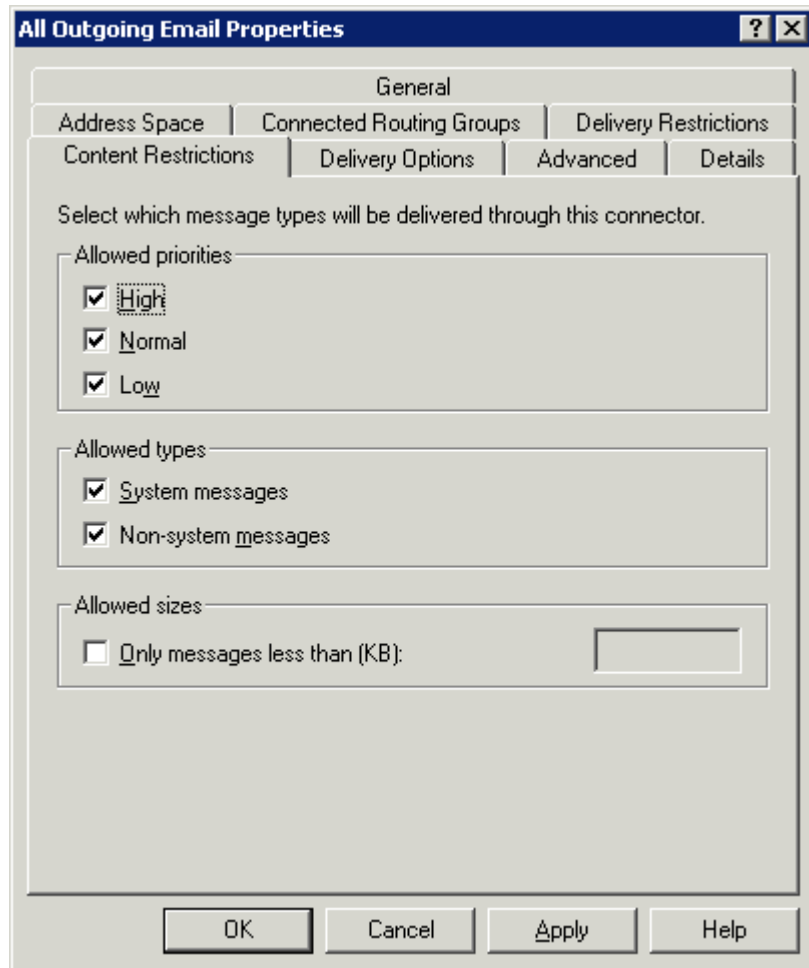 All Outgoing Email Properties
General
Address Space Connected Routing Groups Delivery Restrictions
Content Restrictions Delivery Options Advanced Details
Select which message types will be delivered through this connector.
Allowed priorities
High
Normal
Low
Allowed types
System messages
Non-system messages
Allowed sizes
Only messages less than (KB):
OK Cancel Apply Help